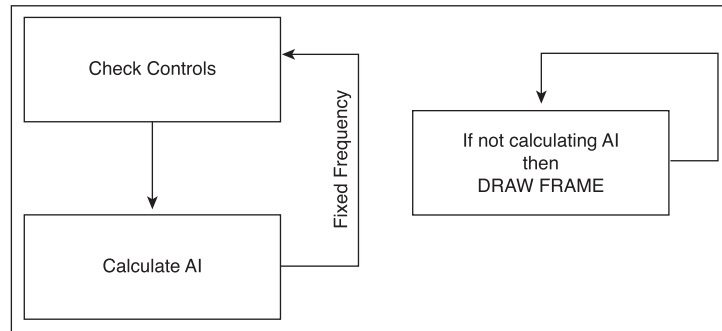 Check Controls
Calculate AI
Fixed Frequency
If not calculating AI
then
DRAW FRAME